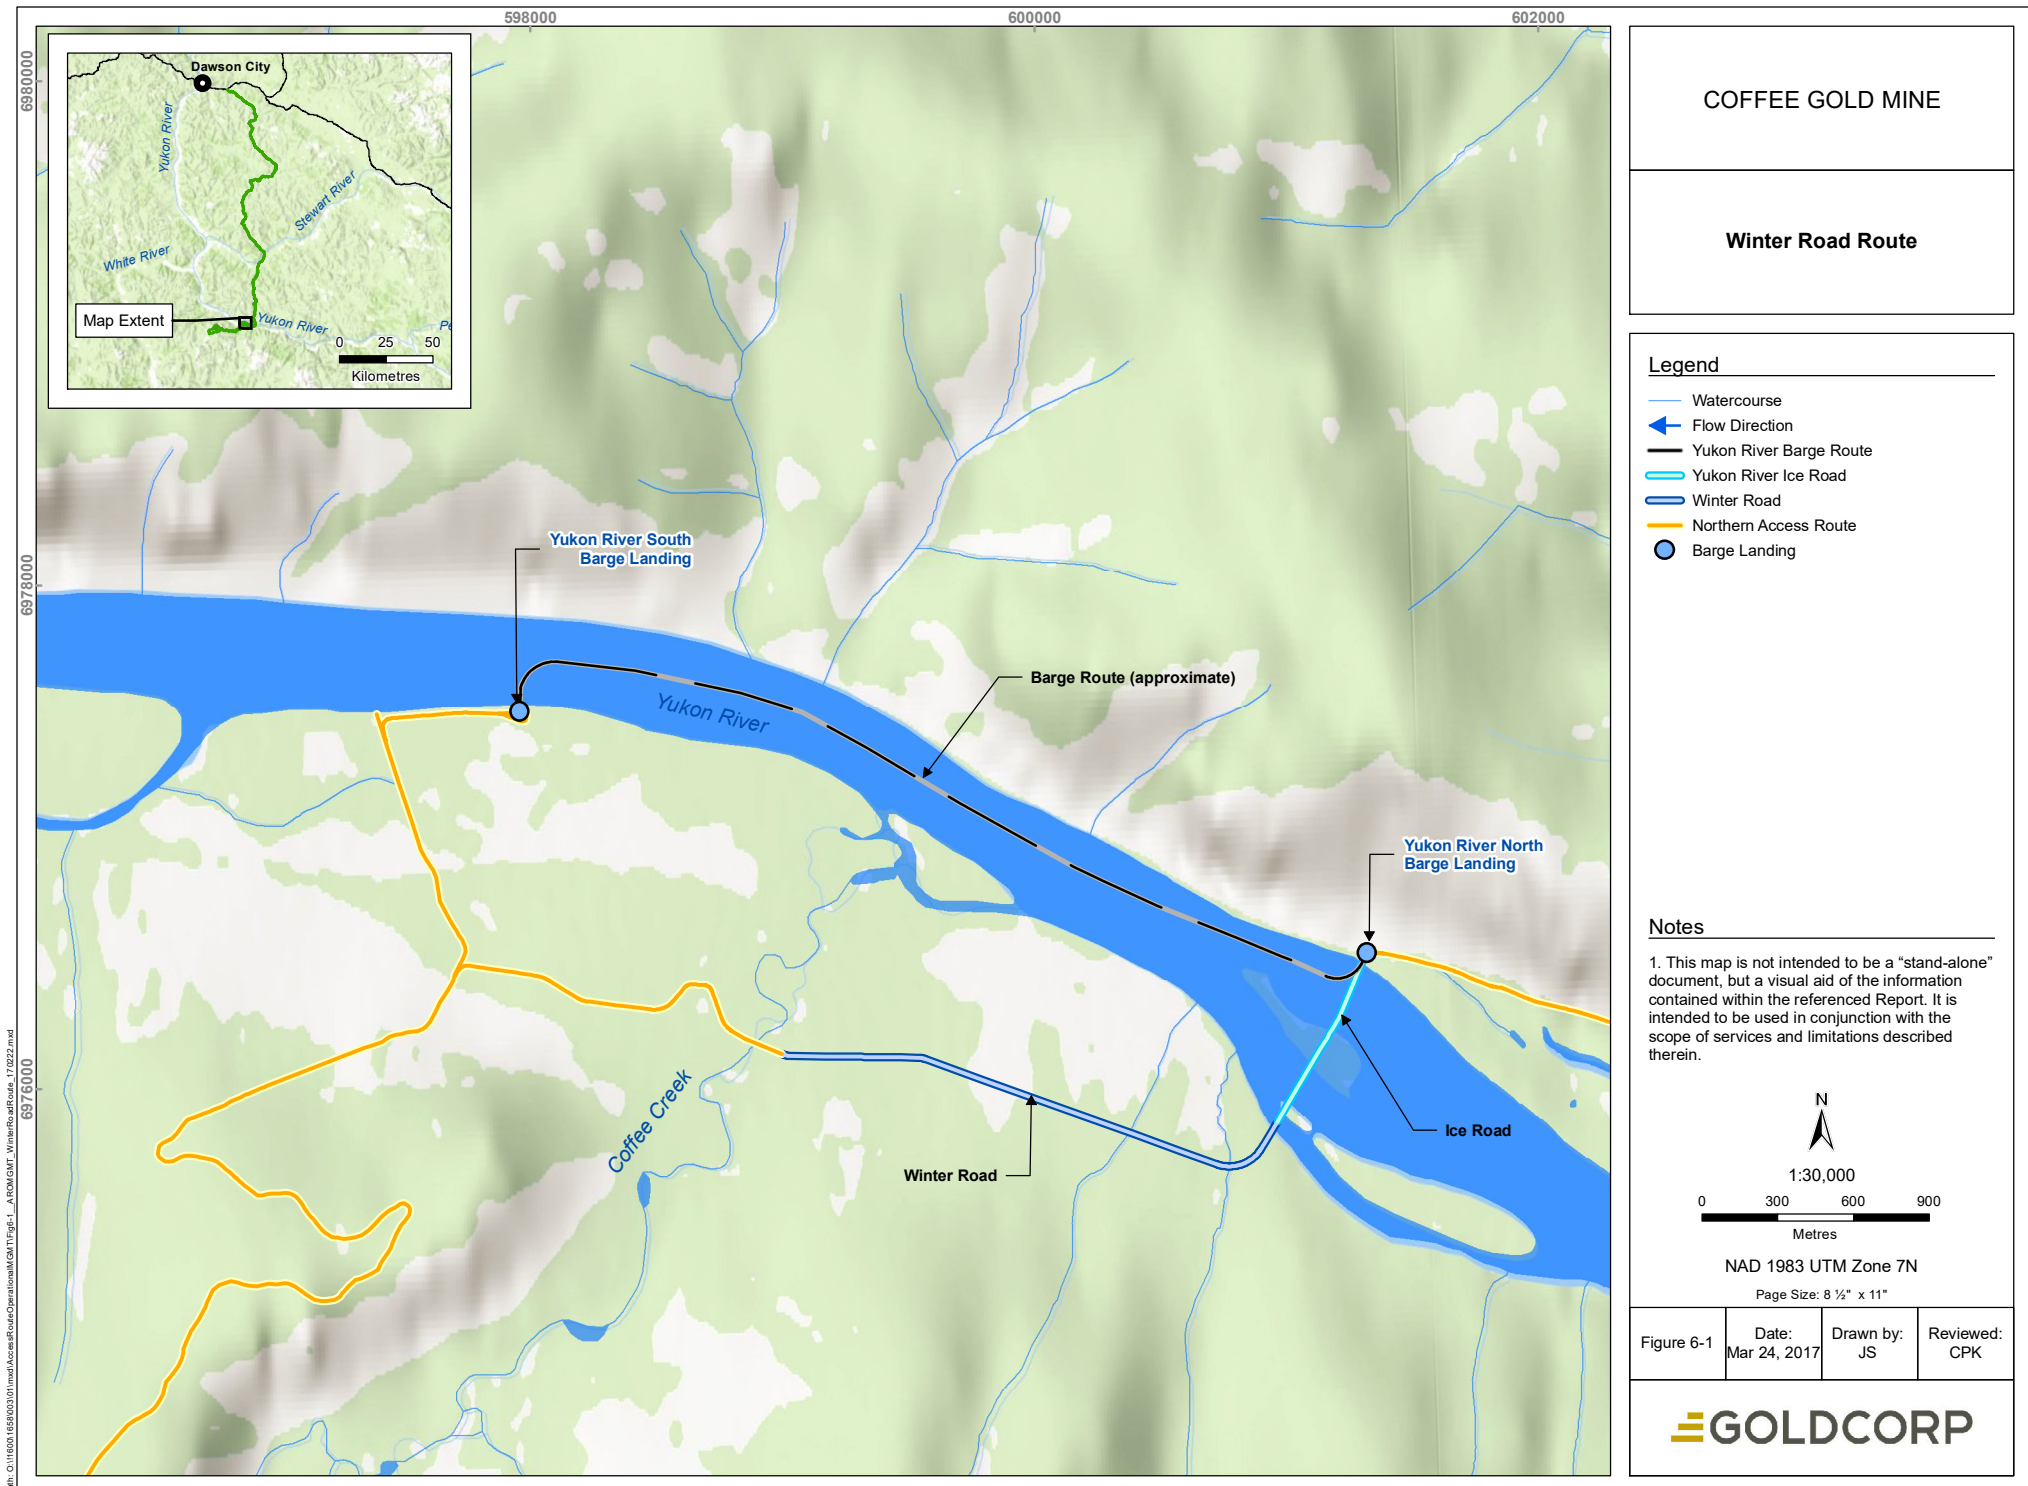 598000
600000
602000
6980000
6978000
6976000
Dawson City
Yukon River
Stewart River
White River
Map Extent
Yukon River
Pe
0 25 50
Kilometres
Yukon River South
Barge Landing
Yukon River
Barge Route (approximate)
Yukon River North
Barge Landing
Coffee Creek
Winter Road
Ice Road
COFFEE GOLD MINE
Winter Road Route
Legend
Watercourse
Flow Direction
Yukon River Barge Route
Yukon River Ice Road
Winter Road
Northern Access Route
Barge Landing
Notes
1. This map is not intended to be a “stand-alone”
document, but a visual aid of the information
contained within the referenced Report. It is
intended to be used in conjunction with the
scope of services and limitations described
therein.
N
1:30,000
0 300 600 900
Metres
NAD 1983 UTM Zone 7N
Page Size: 8 ½" x 11"
Figure 6-1
Date:
Mar 24, 2017
Drawn by:
JS
Reviewed:
CPK
GOLDCORP